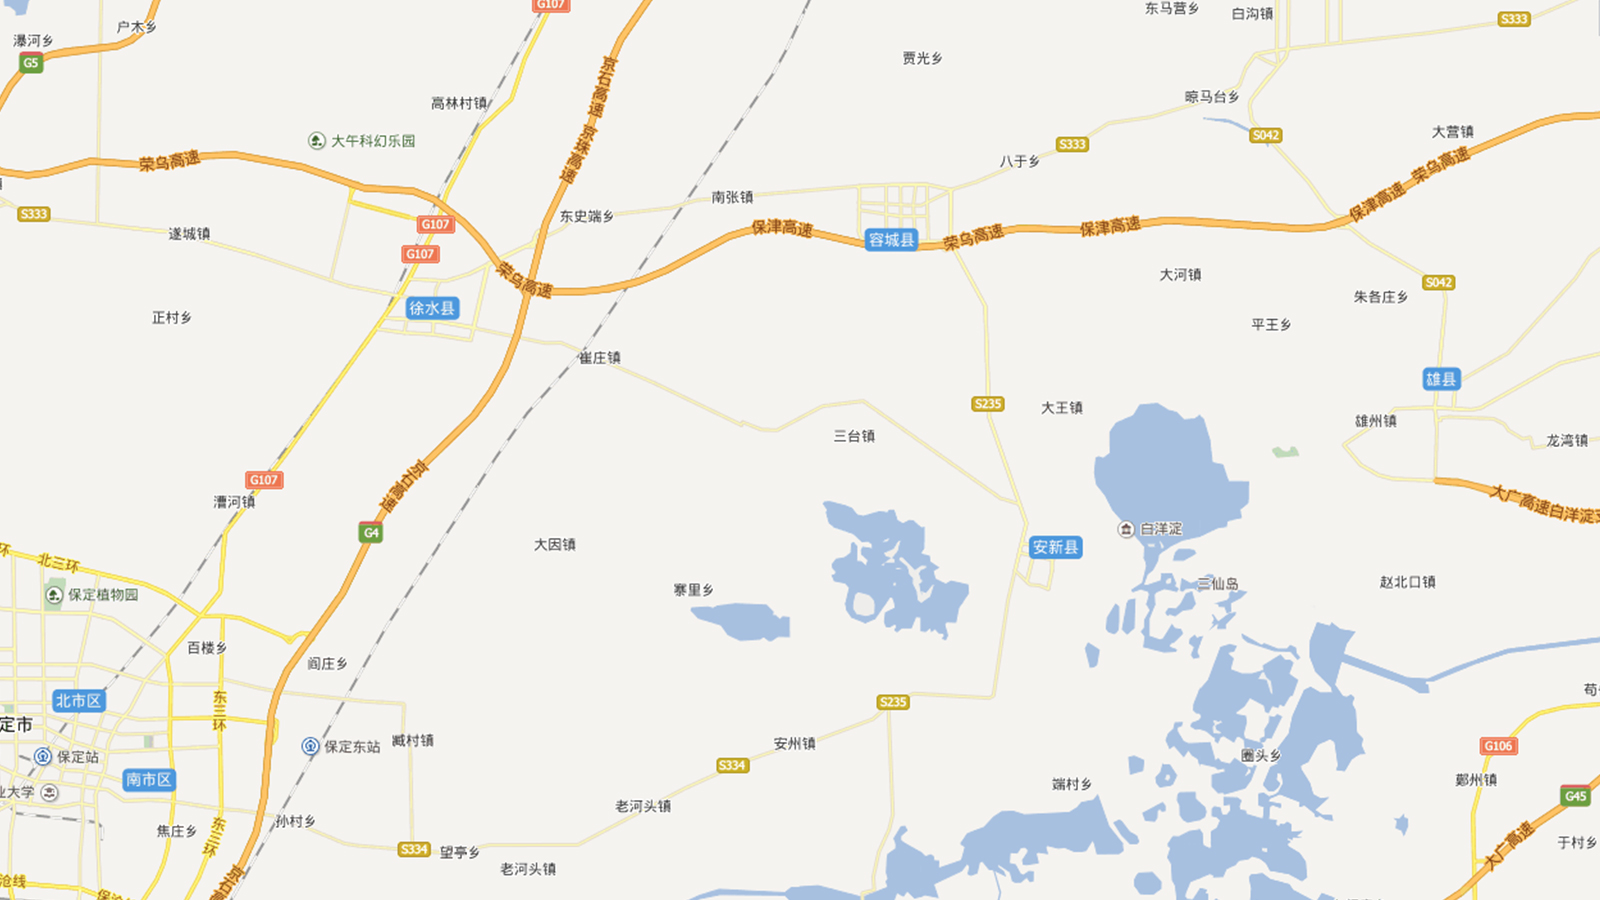 G107
东马营乡
白沟镇
S333
户木乡
瀑河乡
G5
贾光乡
京石高速
高林村镇
晾马台乡
大午科幻乐园
京珠高速
S333
S042
大营镇
荣乌高速
八于乡
荣乌高速
保津高速
南张镇
S333
东史端乡
G107
保津高速
保津高速
遂城镇
容城县
荣乌高速
G107
荣乌高速
大河镇
S042
朱各庄乡
徐水县
正村乡
平王乡
崔庄镇
雄县
S235
大王镇
雄州镇
三台镇
龙湾镇
G107
京石高速
漕河镇
大广高速白洋淀支
G4
白洋淀
大因镇
安新县
北三环
环
三仙岛
赵北口镇
寨里乡
保定植物园
百楼乡
阎庄乡
北市区
东三环
S235
定市
苟
保定东站
臧村镇
安州镇
G106
保定站
圈头乡
S334
南市区
端村乡
鄚州镇
业大学
G45
老河头镇
孙村乡
焦庄乡
东三环
大广高速
于村乡
S334
望亭乡
老河头镇
沧线
京石高
保沧